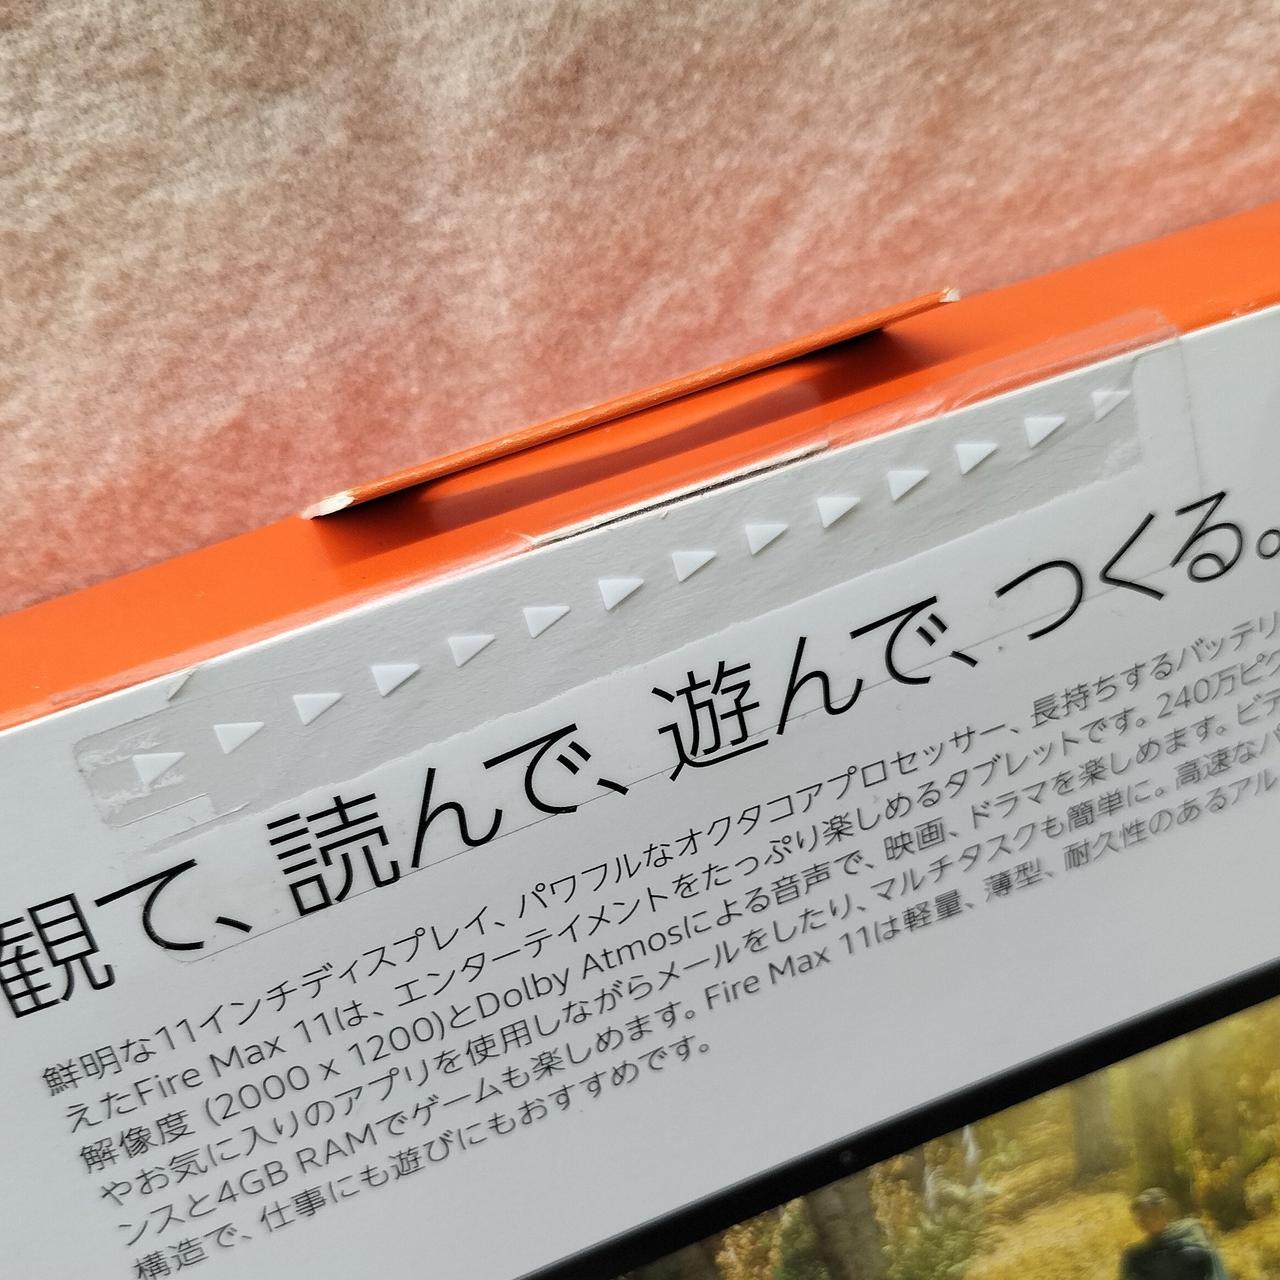 観て、読んで、遊んで、つくる。
鮮明な11インチディスプレイ、パワフルなオクタコアプロセッサー、長持ちするバッテリ
えたFire Max 11は、エンターテイメントをたっぷり楽しめるタブレットです。240万ピク
解像度 (2000 x 1200)とDolby Atmosによる音声で、映画、ドラマを楽しめます。ビデ
やお気に入りのアプリを使用しながらメールをしたり、マルチタスクも簡単に。高速な
ンスと4GB RAMでゲームも楽しめます。Fire Max 11は軽量、薄型、耐久性のあるアル
構造で、仕事にも遊びにもおすすめです。